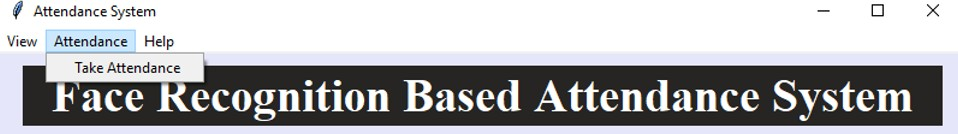 Attendance System
View Attendance Help
Take Attendance
Face Recognition Based Attendance System